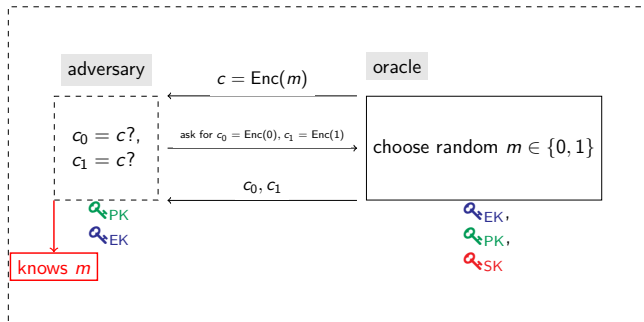 adversary
c = Enc(m)
oracle
c₀ = c?,
c₁ = c?
ask for c₀ = Enc(0), c₁ = Enc(1)
choose random m ∈ {0, 1}
c₀, c₁
PK
EK
EK,
PK,
SK
knows m